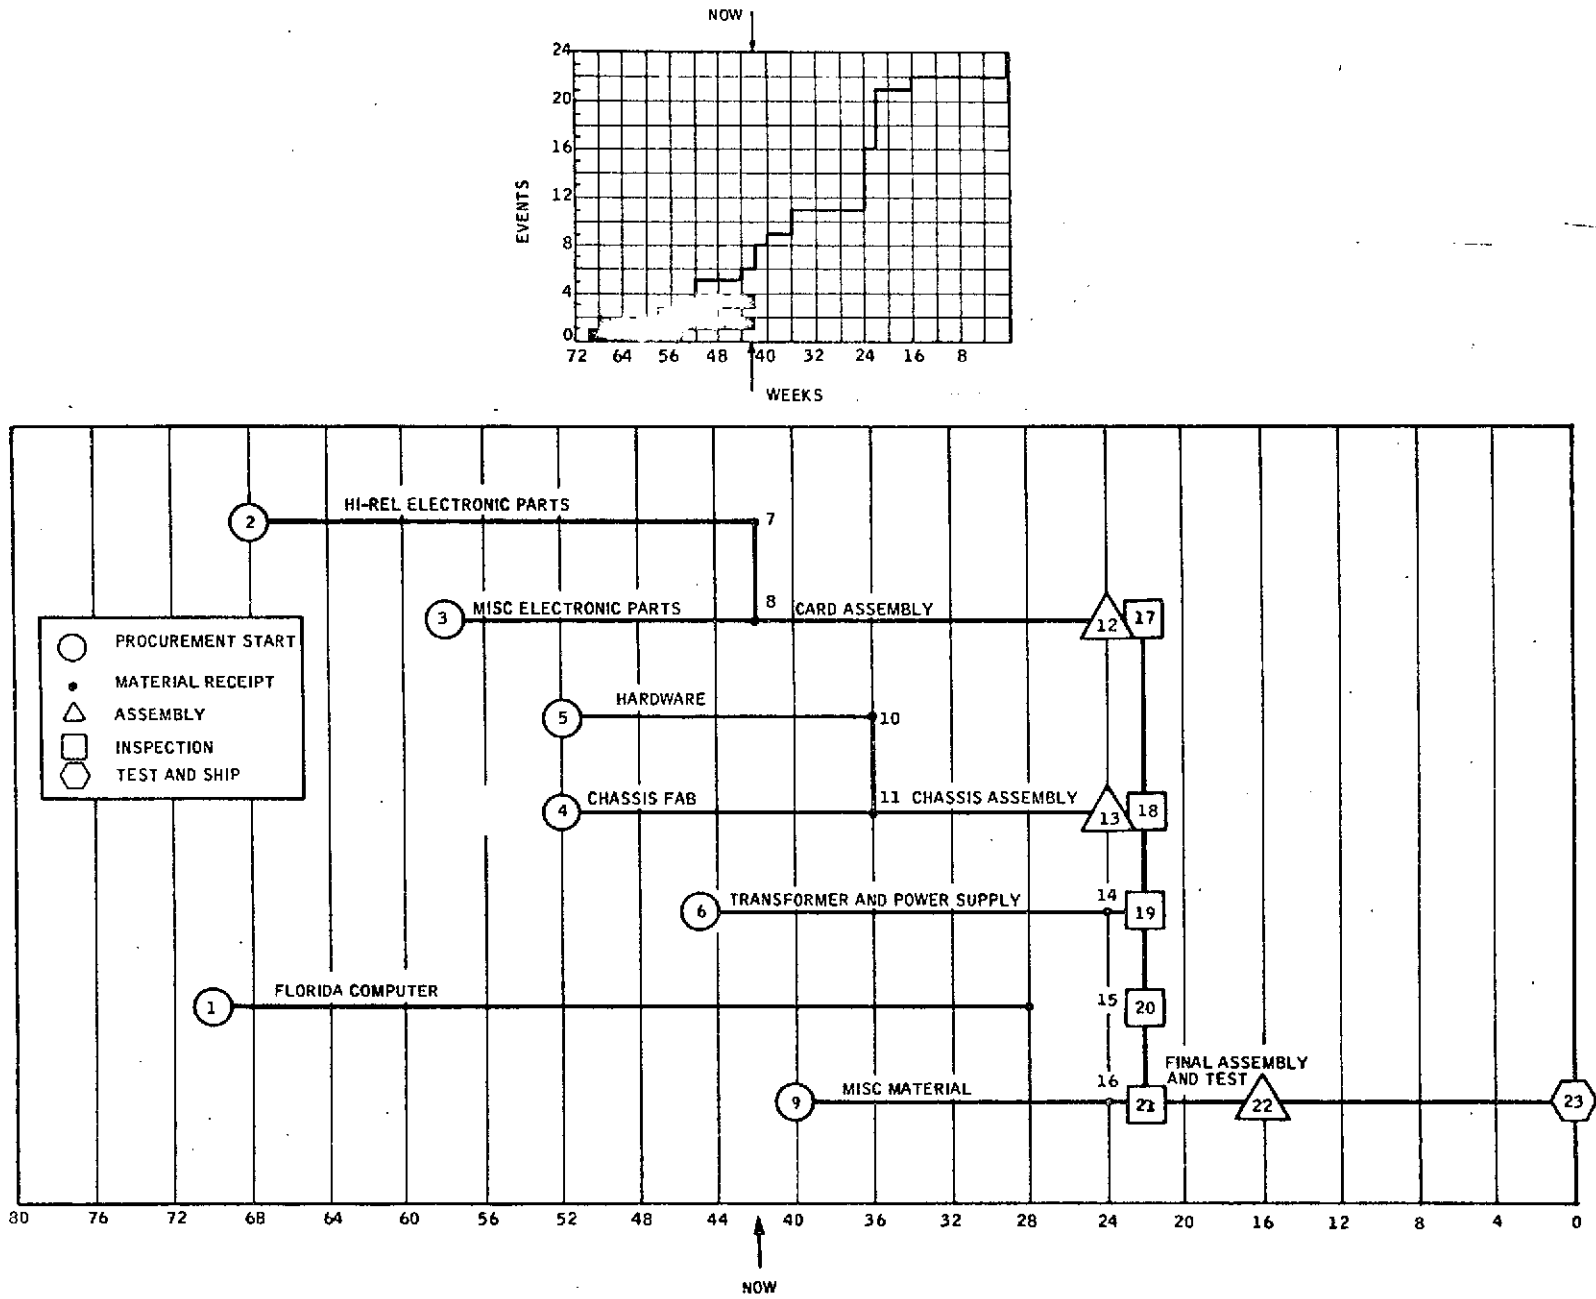 NOW
24
20
16
12
8
4
0
EVENTS
72 64 56 48 40 32 24 16 8
WEEKS
HI-REL ELECTRONIC PARTS
2
7
MISC ELECTRONIC PARTS
3
8
CARD ASSEMBLY
12
17
PROCUREMENT START
MATERIAL RECEIPT
ASSEMBLY
INSPECTION
TEST AND SHIP
HARDWARE
5
10
CHASSIS FAB
4
11 CHASSIS ASSEMBLY
13
18
TRANSFORMER AND POWER SUPPLY
6
14
19
FLORIDA COMPUTER
1
15
20
MISC MATERIAL
9
16
21
FINAL ASSEMBLY
AND TEST
22
23
80 76 72 68 64 60 56 52 48 44 40 36 32 28 24 20 16 12 8 4 0
NOW